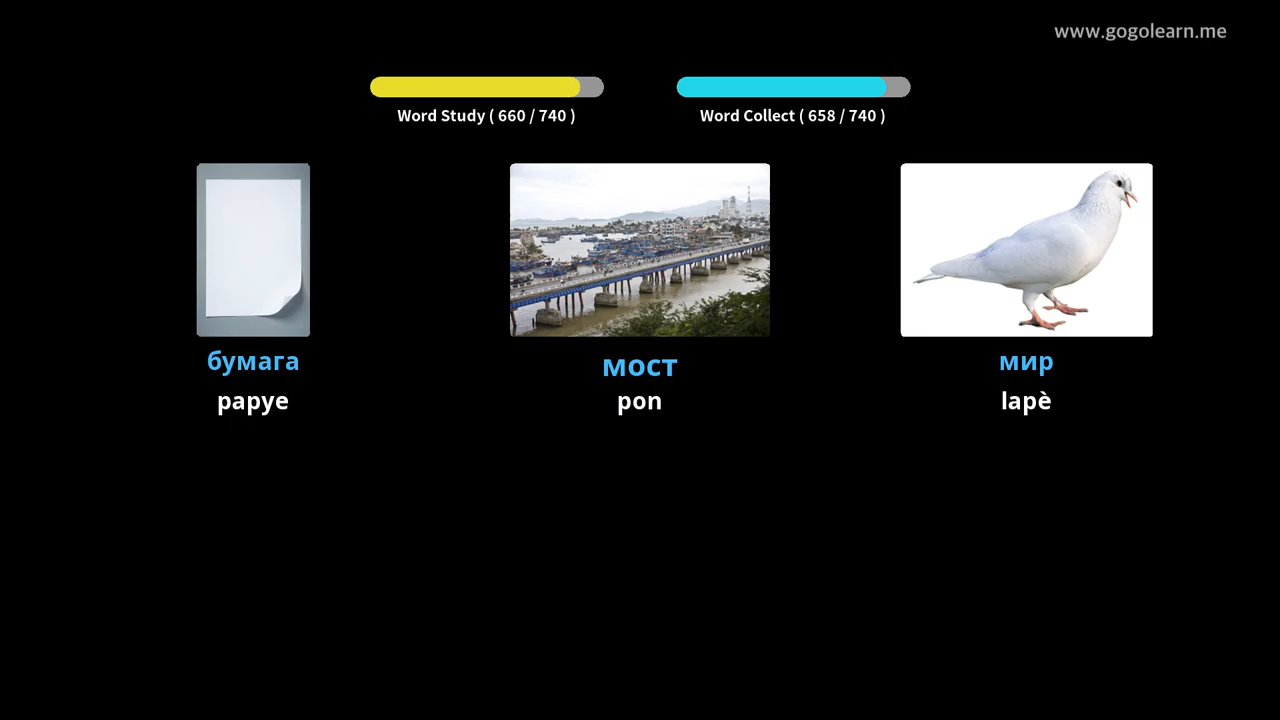 www.gogolearn.me
Word Study ( 660 / 740 )
Word Collect ( 658 / 740 )
бумага
мост
мир
papye
pon
lapè